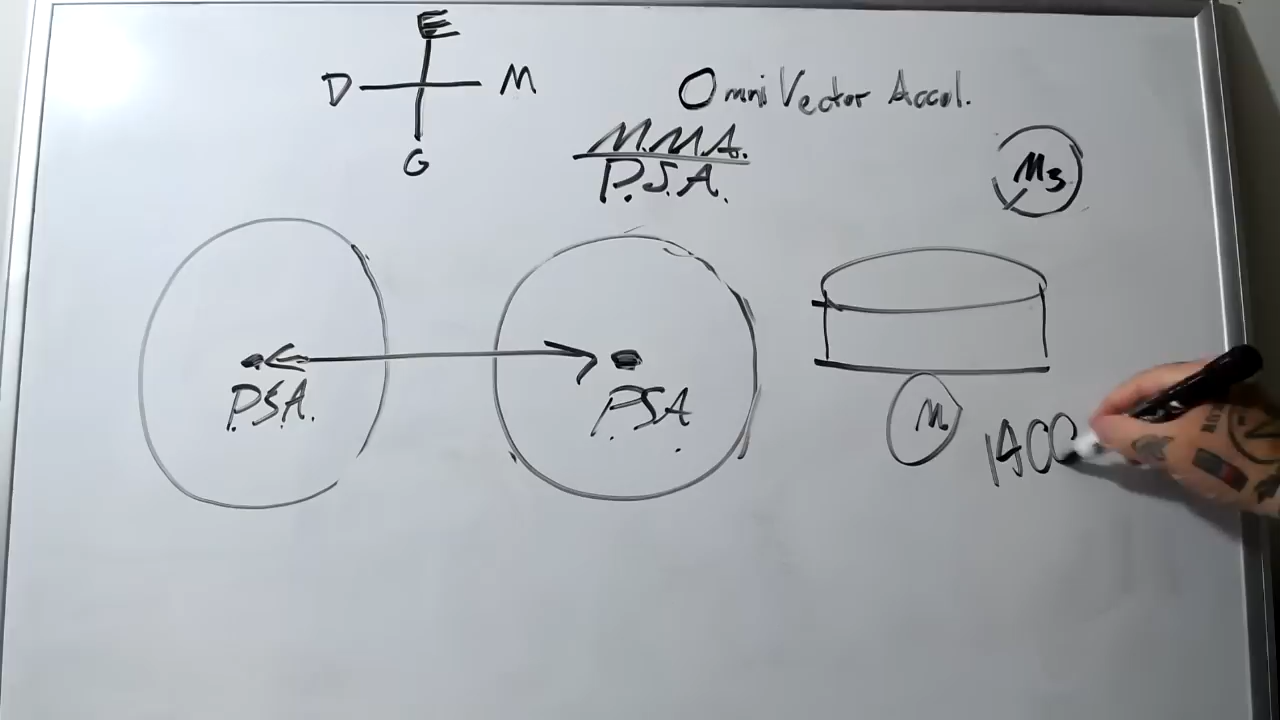 E
D M
G
Omni Vector Accel.
M.M.A.
P.S.A.
M3
P.S.A.
P.S.A.
M
1400